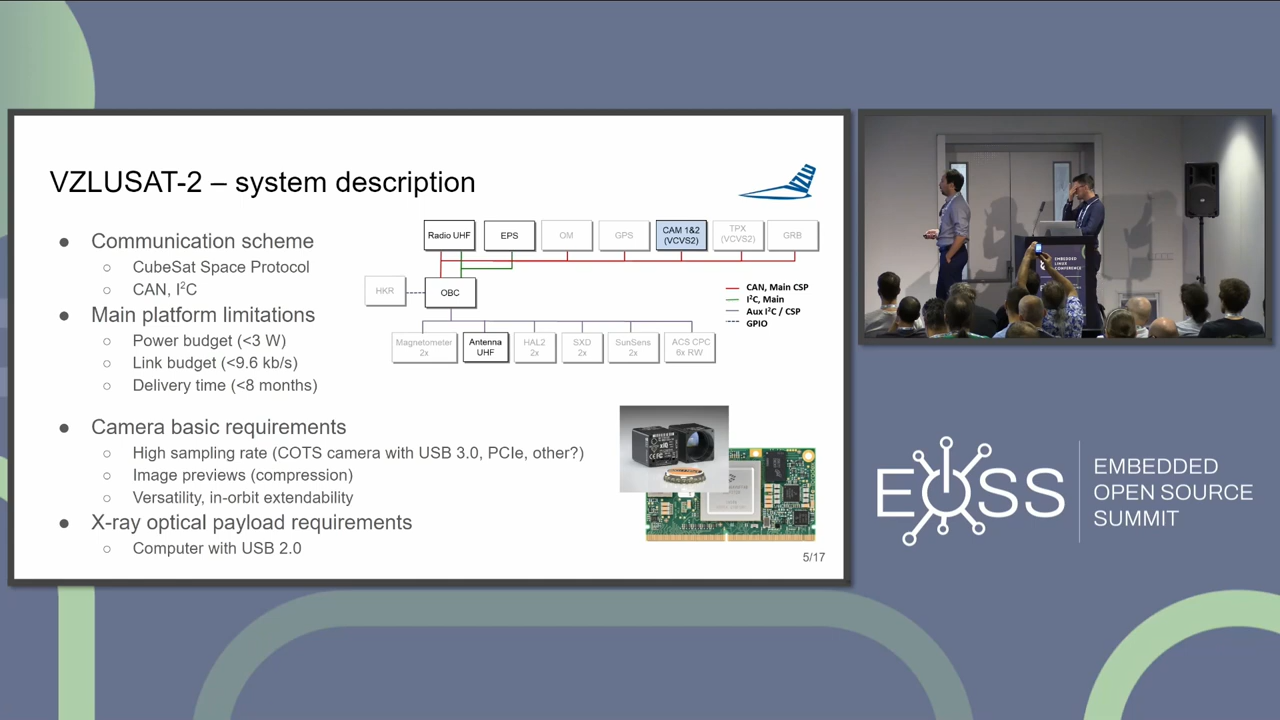 VZLUSAT-2 – system description
VZLU
● Communication scheme
○ CubeSat Space Protocol
○ CAN, I²C
● Main platform limitations
○ Power budget (<3 W)
○ Link budget (<9.6 kb/s)
○ Delivery time (<8 months)
● Camera basic requirements
○ High sampling rate (COTS camera with USB 3.0, PCIe, other?)
○ Image previews (compression)
○ Versatility, in-orbit extendability
● X-ray optical payload requirements
○ Computer with USB 2.0
Radio UHF
EPS
OM
GPS
CAM 1&2
(VCVS2)
TPX
(VCVS2)
GRB
HKR
OBC
CAN, Main CSP
I²C, Main
Aux I²C / CSP
GPIO
Magnetometer
2x
Antenna
UHF
HAL2
2x
SXD
2x
SunSens
2x
ACS CPC
6x RW
5/17
EMBEDDED
LINUX
CONFERENCE
EOSS
EMBEDDED
OPEN SOURCE
SUMMIT